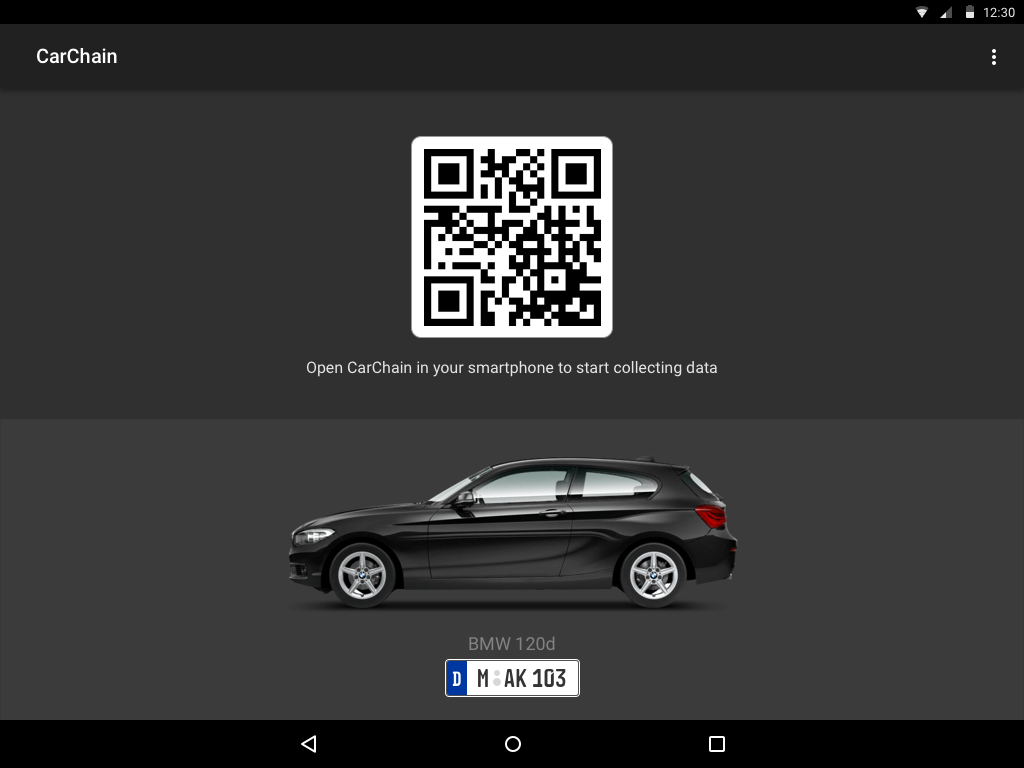 12:30
CarChain
Open CarChain in your smartphone to start collecting data
BMW 120d
D M AK 103